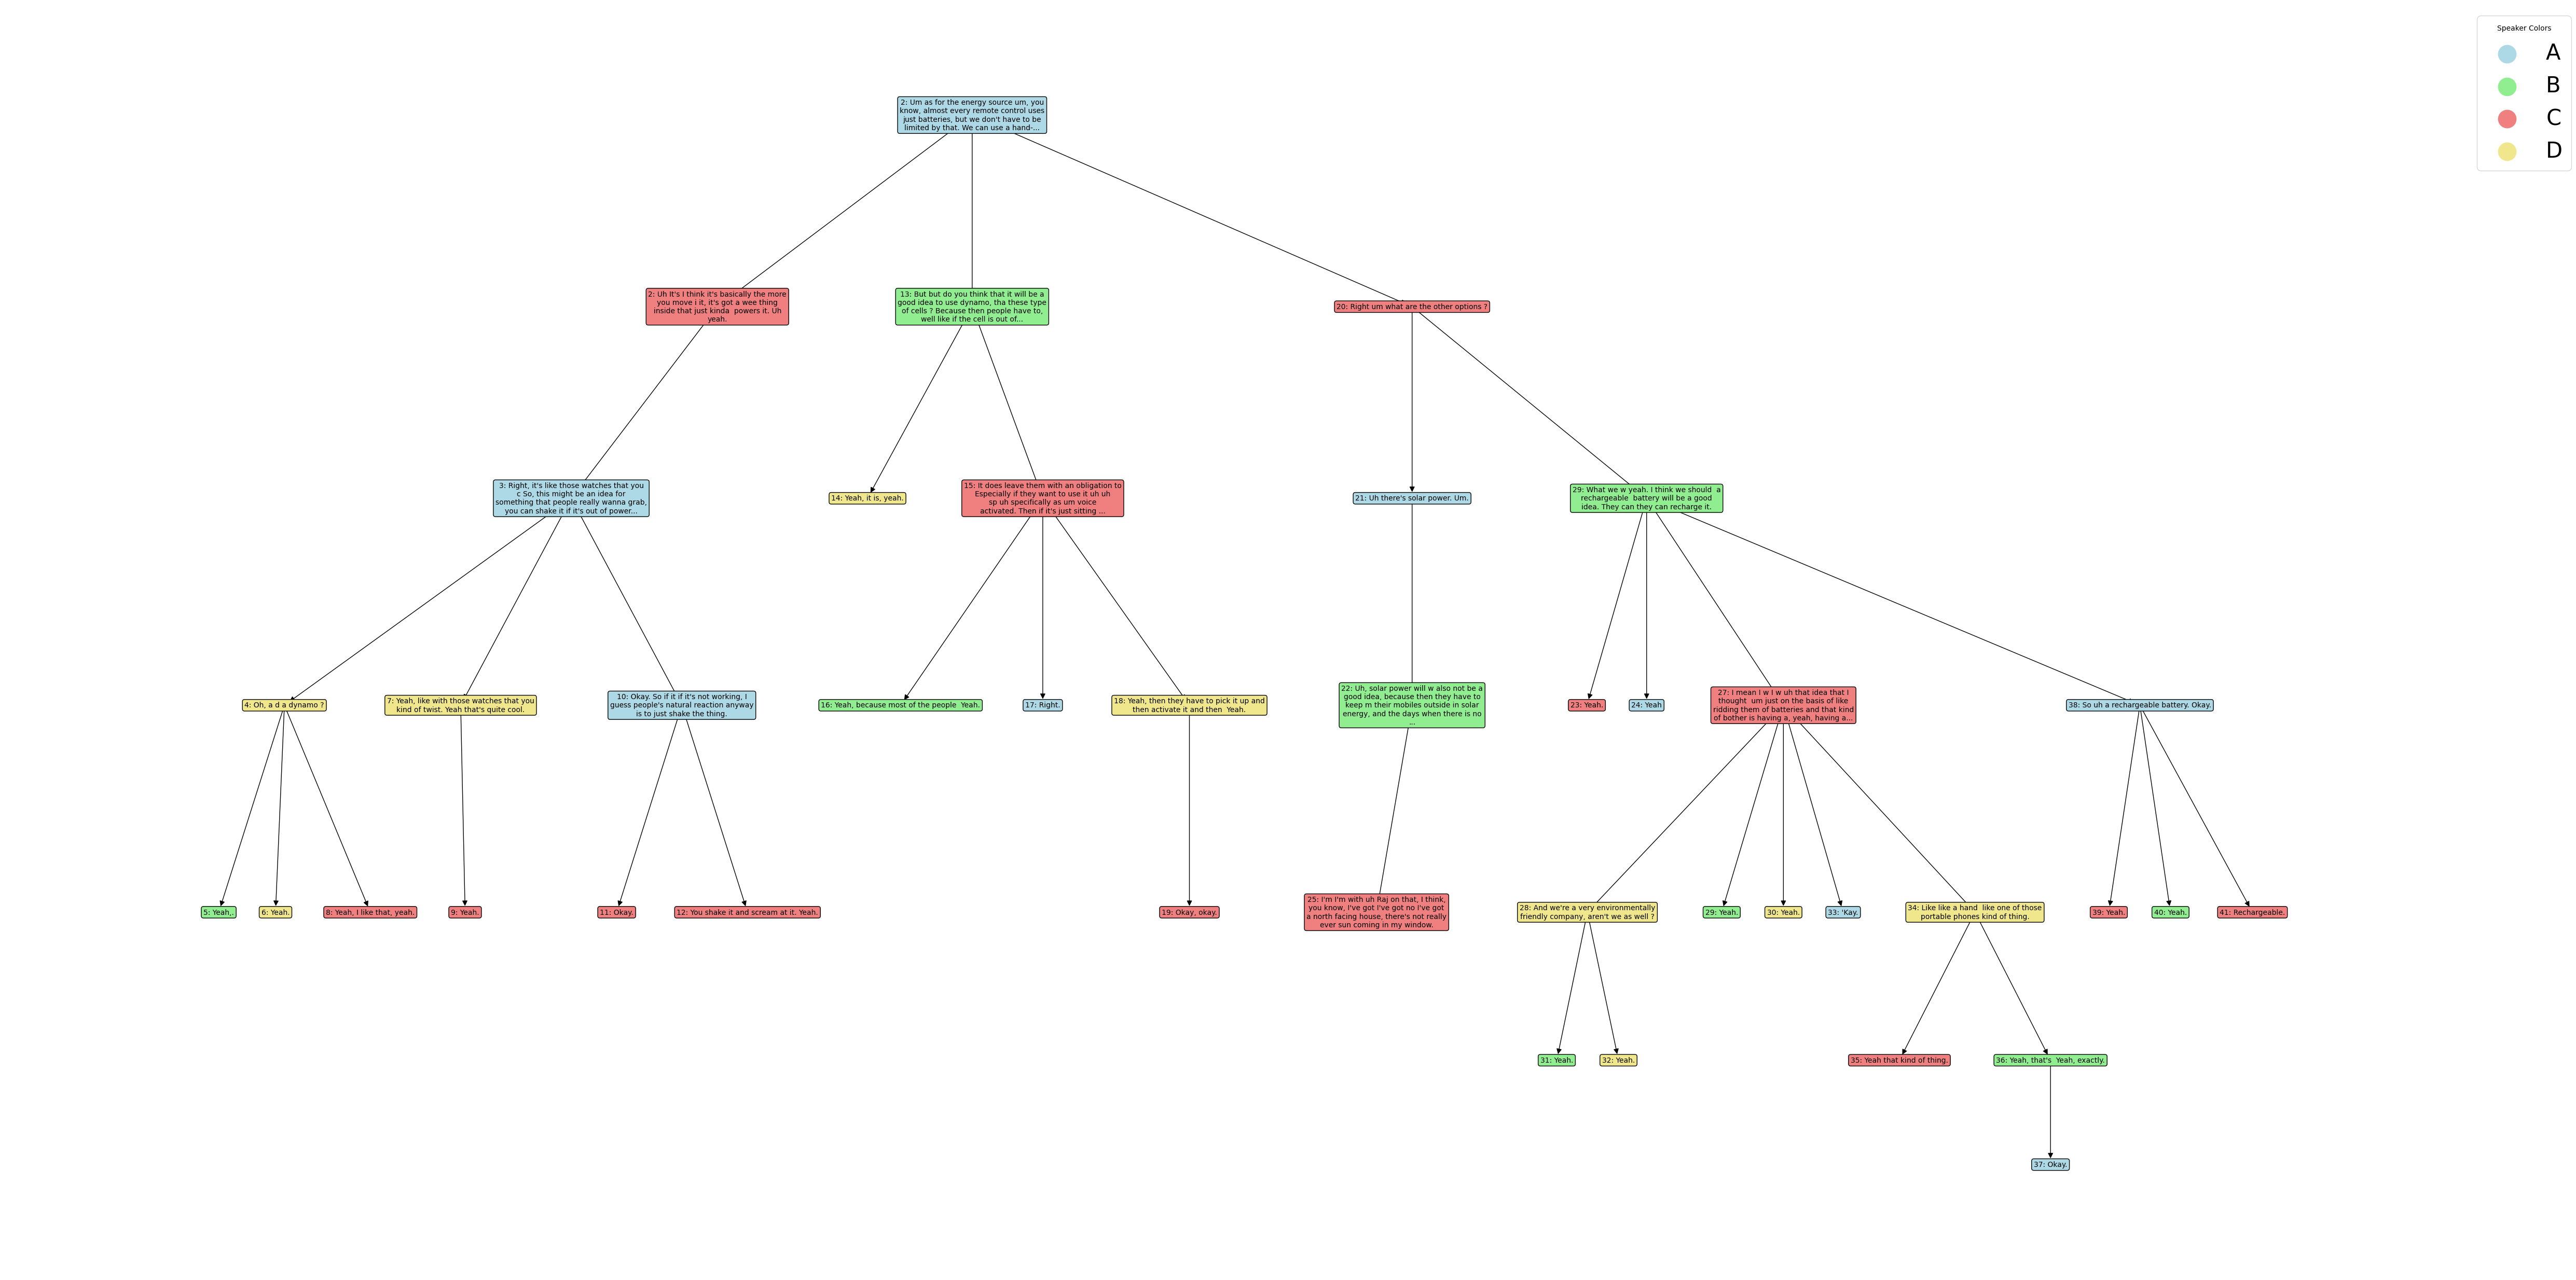 Speaker Colors
A
B
C
D
2: Um as for the energy source um, you
know, almost every remote control uses
just batteries, but we don't have to be
limited by that. We can use a hand-...
2: Uh It's I think it's basically the more
you move i it, it's got a wee thing
inside that just kinda  powers it. Uh
yeah.
13: But but do you think that it will be a
good idea to use dynamo, tha these type
of cells ? Because then people have to,
well like if the cell is out of...
20: Right um what are the other options ?
3: Right, it's like those watches that you
c So, this might be an idea for
something that people really wanna grab,
you can shake it if it's out of power...
14: Yeah, it is, yeah.
15: It does leave them with an obligation to
Especially if they want to use it uh uh
sp uh specifically as um voice
activated. Then if it's just sitting ...
21: Uh there's solar power. Um.
29: What we w yeah. I think we should  a
rechargeable  battery will be a good
idea. They can they can recharge it.
4: Oh, a d a dynamo ?
7: Yeah, like with those watches that you
kind of twist. Yeah that's quite cool.
10: Okay. So if it if it's not working, I
guess people's natural reaction anyway
is to just shake the thing.
16: Yeah, because most of the people  Yeah.
17: Right.
18: Yeah, then they have to pick it up and
then activate it and then  Yeah.
22: Uh, solar power will w also not be a
good idea, because then they have to
keep m their mobiles outside in solar
energy, and the days when there is no
...
23: Yeah.
24: Yeah
27: I mean I w I w uh that idea that I
thought  um just on the basis of like
ridding them of batteries and that kind
of bother is having a, yeah, having a...
38: So uh a rechargeable battery. Okay.
5: Yeah,.
6: Yeah.
8: Yeah, I like that, yeah.
9: Yeah.
11: Okay.
12: You shake it and scream at it. Yeah.
19: Okay, okay.
25: I'm I'm with uh Raj on that, I think,
you know, I've got I've got no I've got
a north facing house, there's not really
ever sun coming in my window.
28: And we're a very environmentally
friendly company, aren't we as well ?
29: Yeah.
30: Yeah.
33: 'Kay.
34: Like like a hand  like one of those
portable phones kind of thing.
39: Yeah.
40: Yeah.
41: Rechargeable.
31: Yeah.
32: Yeah.
35: Yeah that kind of thing.
36: Yeah, that's  Yeah, exactly.
37: Okay.